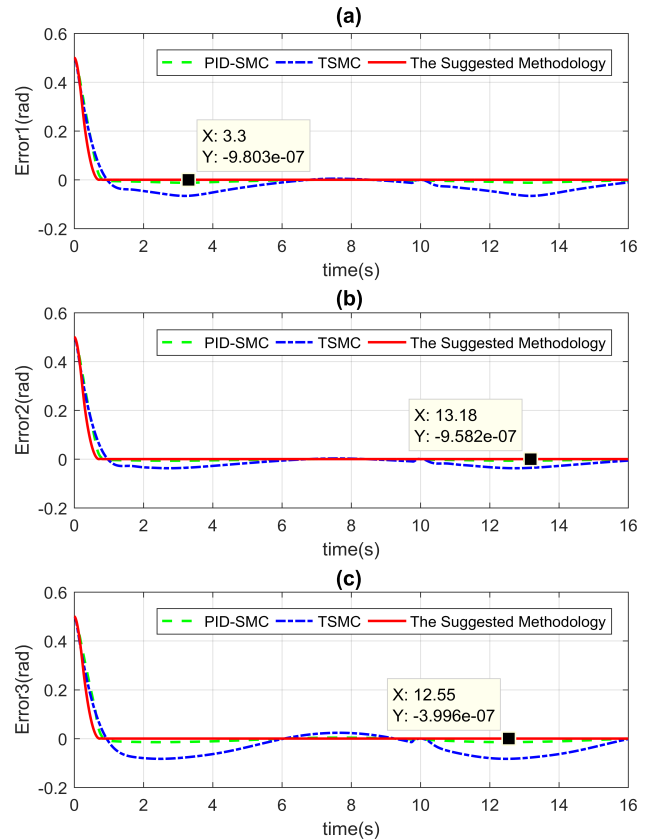 (a)
0.6
0.4
0.2
0
-0.2
Error1(rad)
PID-SMC TSMC The Suggested Methodology
X: 3.3
Y: -9.803e-07
0 2 4 6 8 10 12 14 16
time(s)
(b)
0.6
0.4
0.2
0
-0.2
Error2(rad)
PID-SMC TSMC The Suggested Methodology
X: 13.18
Y: -9.582e-07
0 2 4 6 8 10 12 14 16
time(s)
(c)
0.6
0.4
0.2
0
-0.2
Error3(rad)
PID-SMC TSMC The Suggested Methodology
X: 12.55
Y: -3.996e-07
0 2 4 6 8 10 12 14 16
time(s)